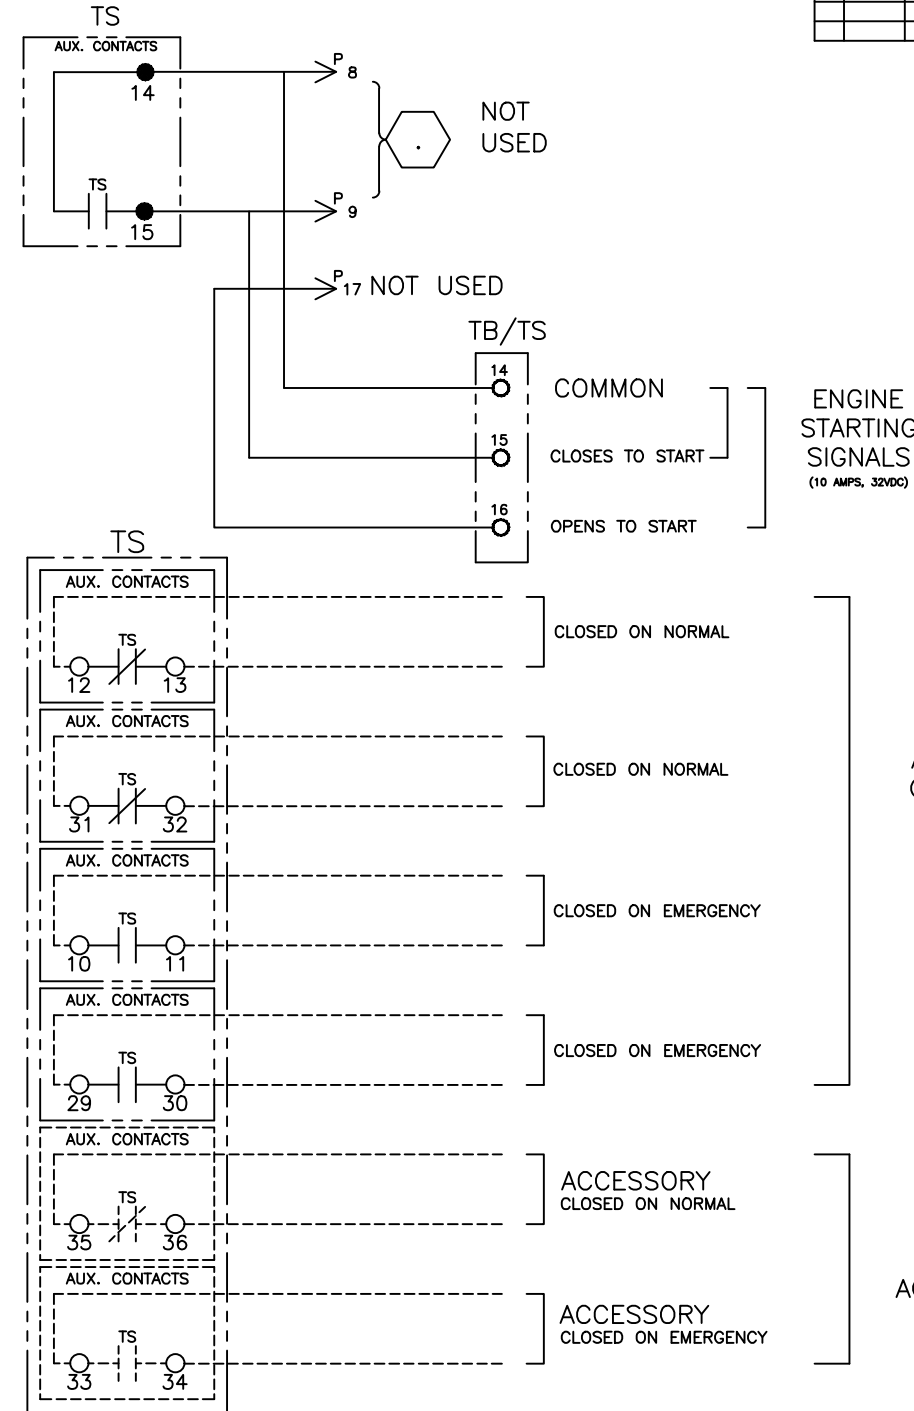 TS
AUX. CONTACTS
14
TS
15
P 8
P 9
NOT
USED
P 17 NOT USED
TB/TS
14
COMMON
15
CLOSES TO START
16
OPENS TO START
ENGINE
STARTING
SIGNALS
(10 AMPS, 32VDC)
TS
AUX. CONTACTS
TS
12 13
CLOSED ON NORMAL
AUX. CONTACTS
TS
31 32
CLOSED ON NORMAL
AUX. CONTACTS
TS
10 11
CLOSED ON EMERGENCY
AUX. CONTACTS
TS
29 30
CLOSED ON EMERGENCY
AUX. CONTACTS
TS
35 36
ACCESSORY
CLOSED ON NORMAL
AUX. CONTACTS
TS
33 34
ACCESSORY
CLOSED ON EMERGENCY